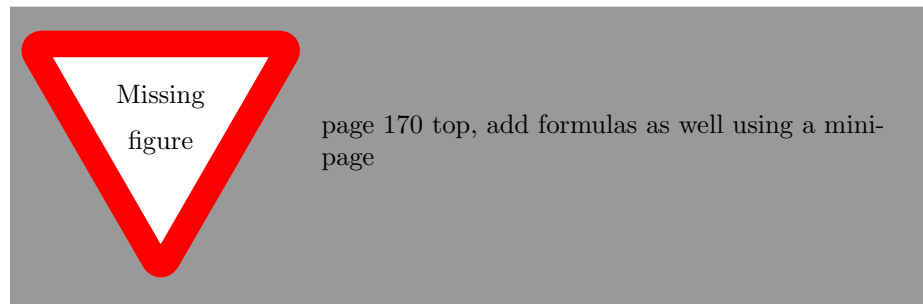 Missing
figure
page 170 top, add formulas as well using a mini-
page